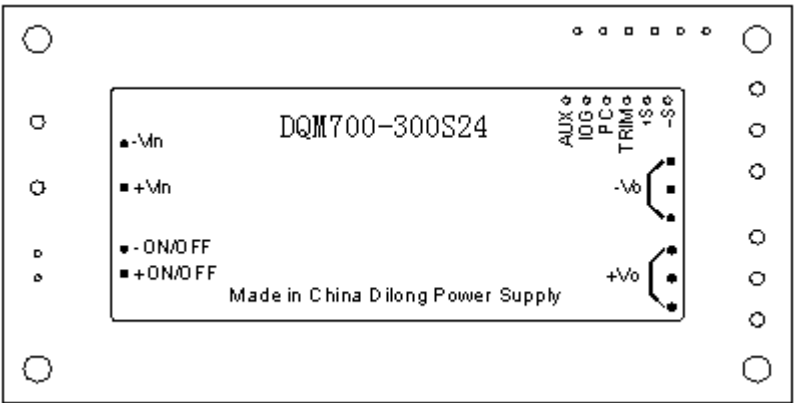 DQM700-300S24
AUX
IOG
PC
TRIM
+S
-S
-Vin
+Vin
-Vo
-ON/OFF
+ON/OFF
+Vo
Made in China Dilong Power Supply